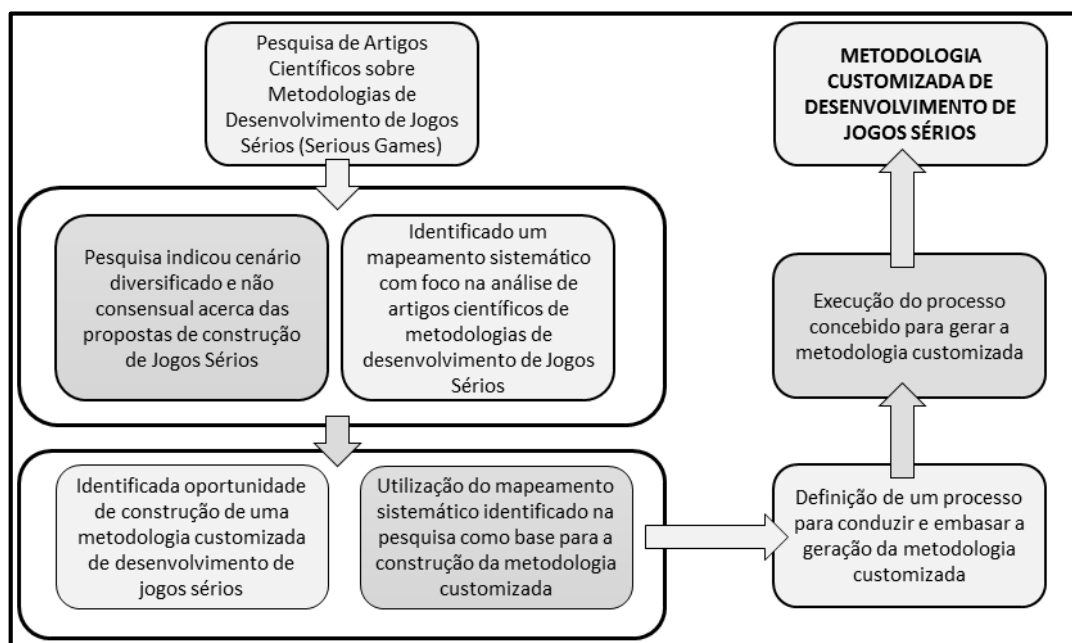 Pesquisa de Artigos
Científicos sobre
Metodologias de
Desenvolvimento de Jogos
Sérios (Serious Games)
Pesquisa indicou cenário
diversificado e não
consensual acerca das
propostas de construção
de Jogos Sérios
Identificado um
mapeamento sistemático
com foco na análise de
artigos científicos de
metodologias de
desenvolvimento de Jogos
Sérios
Identificada oportunidade
de construção de uma
metodologia customizada
de desenvolvimento de
jogos sérios
Utilização do mapeamento
sistemático identificado na
pesquisa como base para a
construção da metodologia
customizada
Definição de um processo
para conduzir e embasar a
geração da metodologia
customizada
Execução do processo
concebido para gerar a
metodologia customizada
METODOLOGIA
CUSTOMIZADA DE
DESENVOLVIMENTO DE
JOGOS SÉRIOS